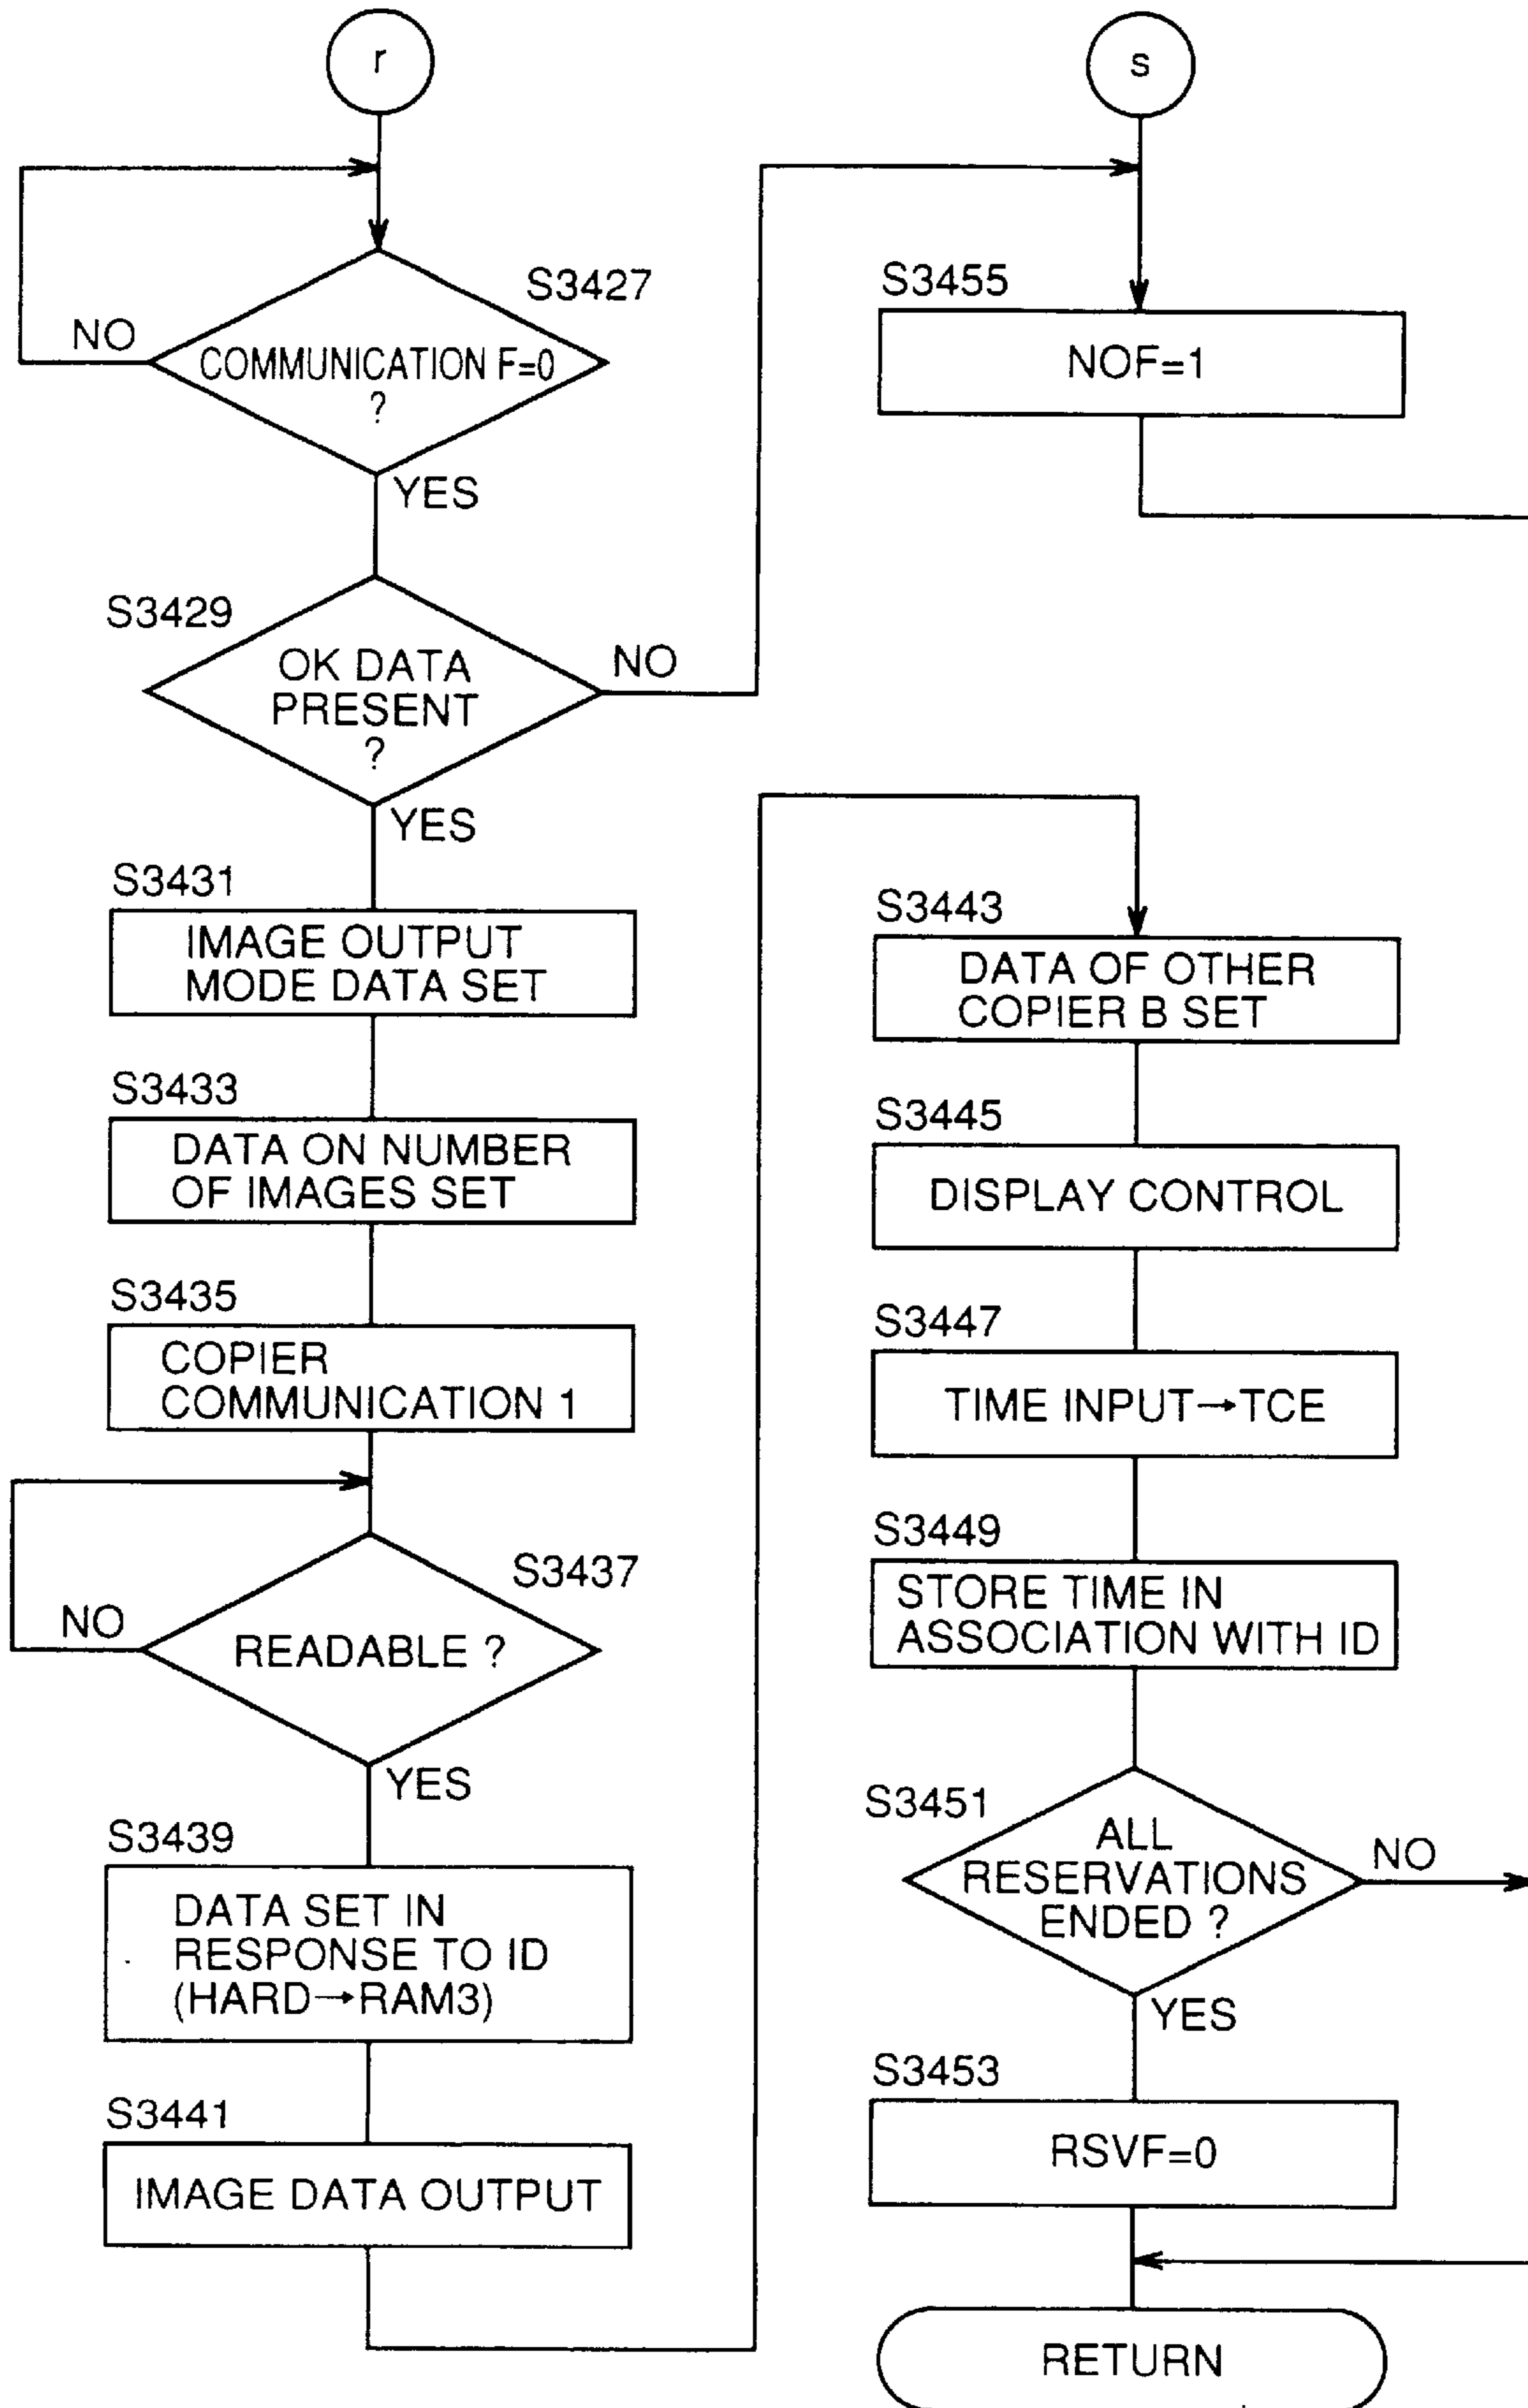 r
S3427
NO
COMMUNICATION F=0
?
YES
S3429
OK DATA
PRESENT
?
NO
YES
S3431
IMAGE OUTPUT
MODE DATA SET
S3433
DATA ON NUMBER
OF IMAGES SET
S3435
COPIER
COMMUNICATION 1
S3437
NO
READABLE ?
YES
S3439
DATA SET IN
RESPONSE TO ID
(HARD→RAM3)
S3441
IMAGE DATA OUTPUT
s
S3455
NOF=1
S3443
DATA OF OTHER
COPIER B SET
S3445
DISPLAY CONTROL
S3447
TIME INPUT→TCE
S3449
STORE TIME IN
ASSOCIATION WITH ID
S3451
ALL
RESERVATIONS
ENDED ?
NO
YES
S3453
RSVF=0
RETURN